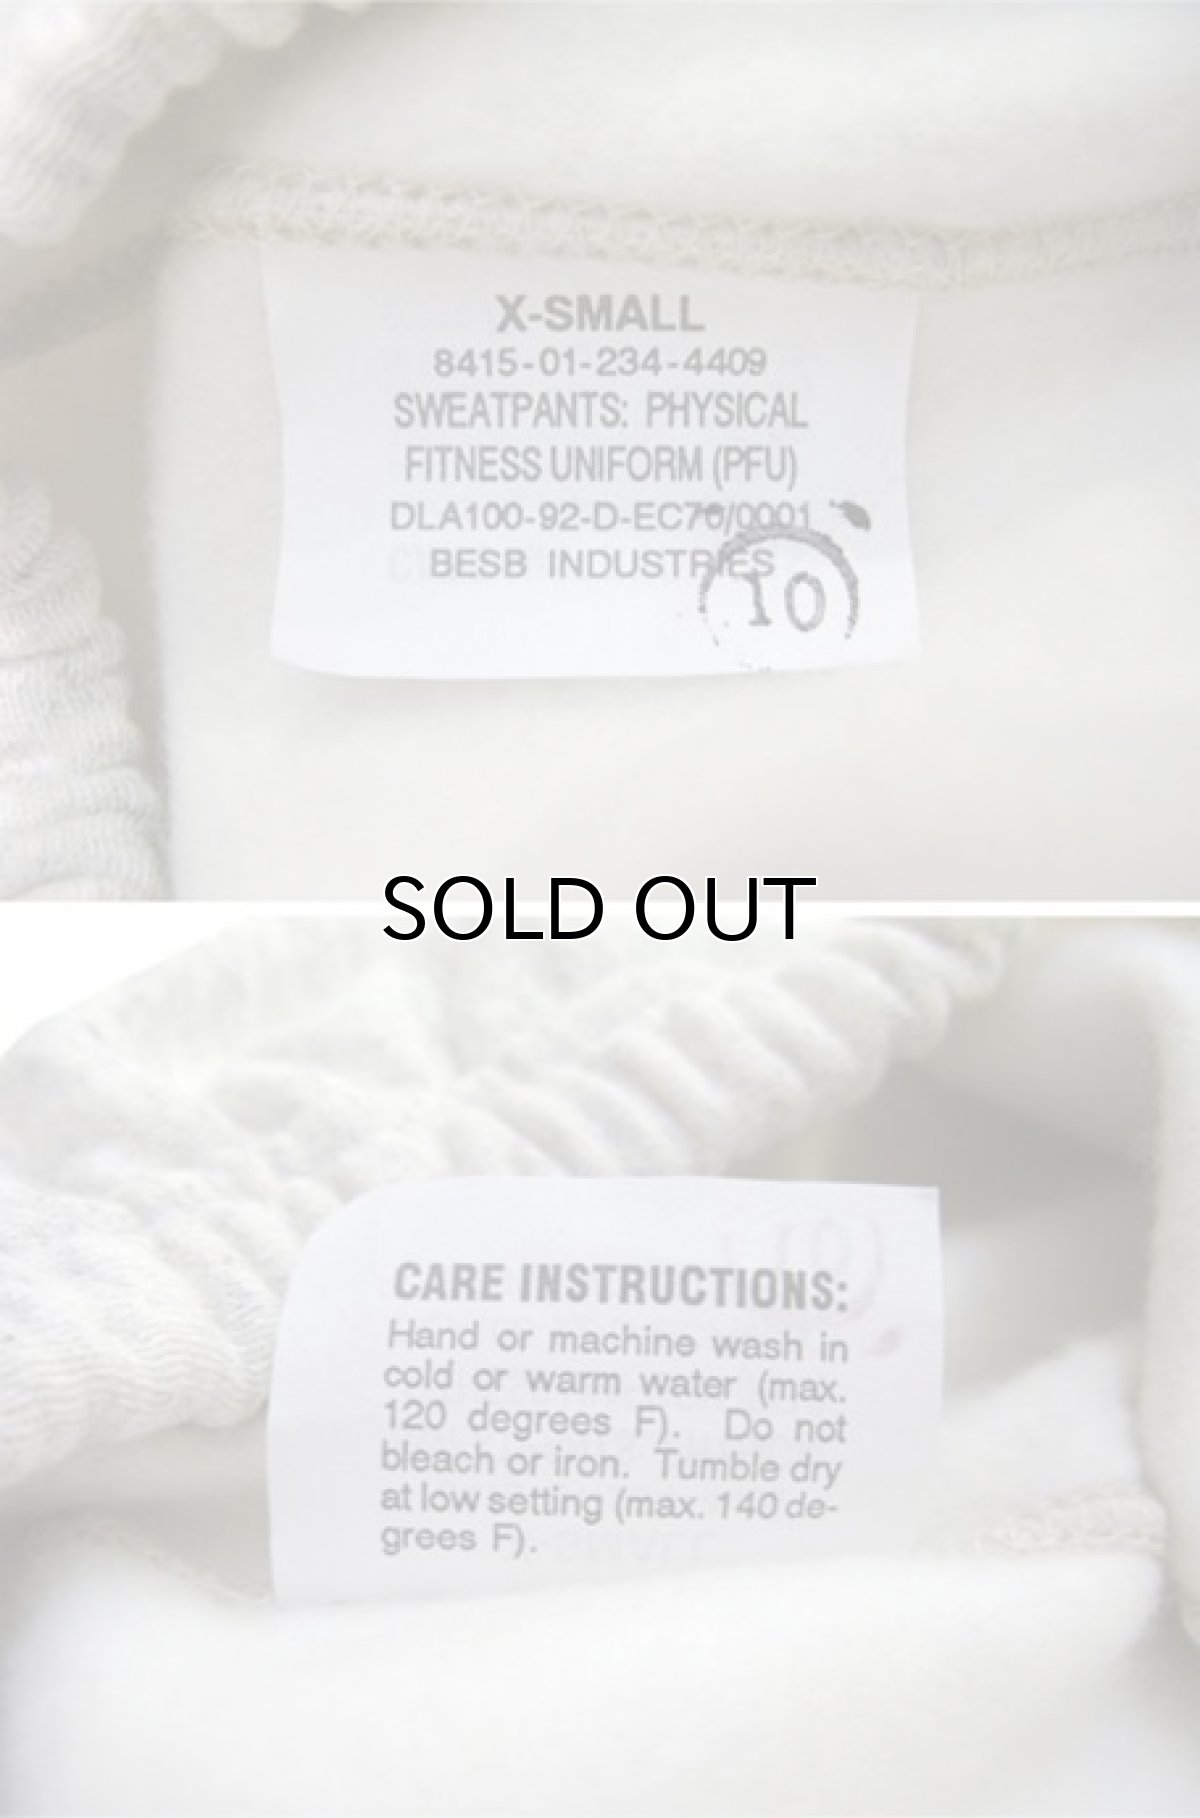 X-SMALL
8415-01-234-4409
SWEATPANTS: PHYSICAL
FITNESS UNIFORM (PFU)
DLA100-92-D-EC76/0001
BESB INDUSTRIES
10
SOLD OUT
CARE INSTRUCTIONS:
Hand or machine wash in
cold or warm water (max.
120 degrees F). Do not
bleach or iron. Tumble dry
at low setting (max. 140 de-
grees F).